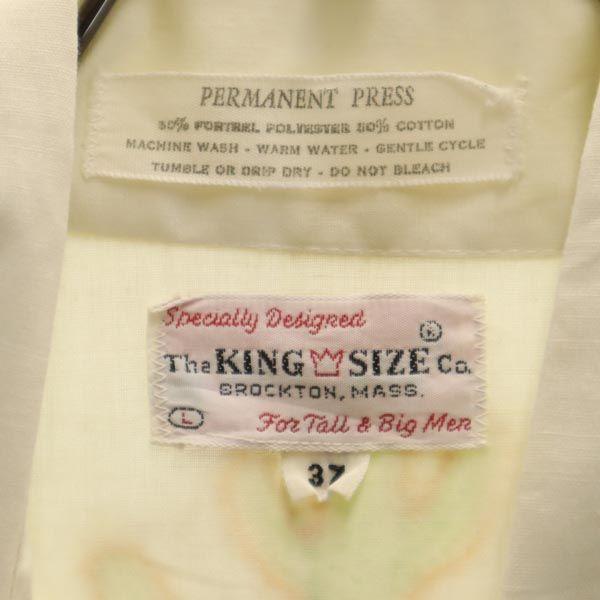 PERMANENT PRESS
50% FORTREL POLYESTER 50% COTTON
MACHINE WASH - WARM WATER - GENTLE CYCLE
TUMBLE OR DRIP DRY - DO NOT BLEACH
Specially Designed
The KING SIZE Co.
BROCKTON, MASS.
L
For Tall & Big Men
37